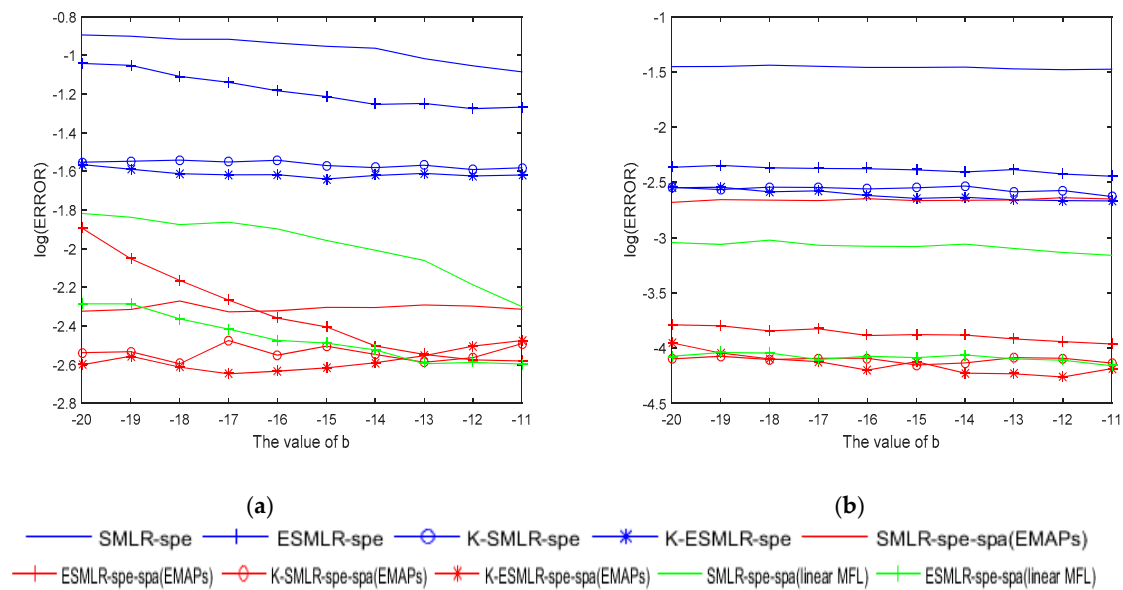 -0.8
-1
-1.2
-1.4
-1.6
-1.8
-2
-2.2
-2.4
-2.6
-2.8
log(ERROR)
-20 -19 -18 -17 -16 -15 -14 -13 -12 -11
The value of b
-1
-1.5
-2
-2.5
-3
-3.5
-4
-4.5
log(ERROR)
-20 -19 -18 -17 -16 -15 -14 -13 -12 -11
The value of b
(a) (b)
SMLR-spe ESMLR-spe K-SMLR-spe K-ESMLR-spe SMLR-spe-spa(EMAPs)
ESMLR-spe-spa(EMAPs) K-SMLR-spe-spa(EMAPs) K-ESMLR-spe-spa(EMAPs) SMLR-spe-spa(linear MFL) ESMLR-spe-spa(linear MFL)